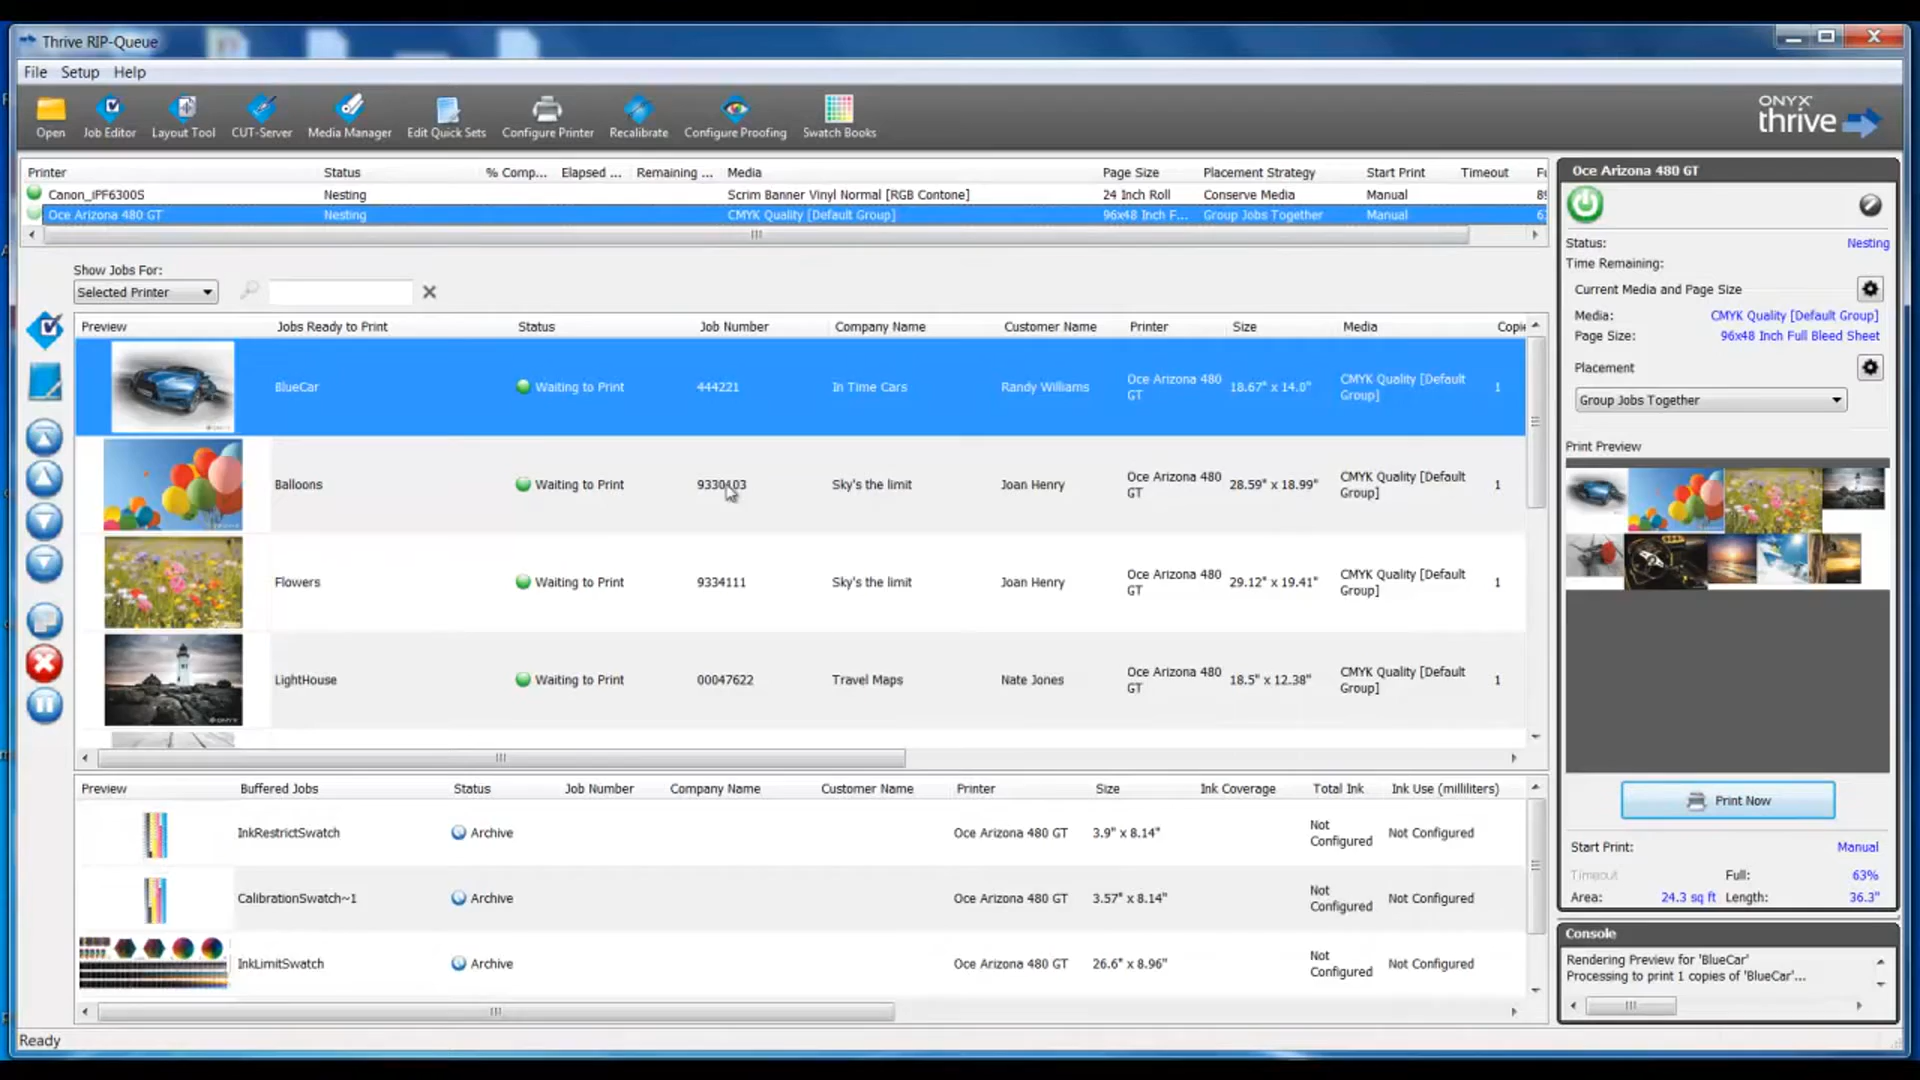 Thrive RIP-Queue
File Setup Help
Open Job Editor Layout Tool CUT-Server Media Manager Edit Quick Sets Configure Printer Recalibrate Configure Proofing Swatch Books
ONYX
thrive
Printer Status % Comp... Elapsed ... Remaining ... Media Page Size Placement Strategy Start Print Timeout Fu
Canon_iPF6300S Nesting Scrim Banner Vinyl Normal [RGB Contone] 24 Inch Roll Conserve Media Manual 89
Oce Arizona 480 GT Nesting CMYK Quality [Default Group] 96x48 Inch F... Group Jobs Together Manual 63
Show Jobs For:
Selected Printer
Preview Jobs Ready to Print Status Job Number Company Name Customer Name Printer Size Media Copie
BlueCar Waiting to Print 444221 In Time Cars Randy Williams Oce Arizona 480 18.67" x 14.0" CMYK Quality [Default 1
GT Group]
Balloons Waiting to Print 9330103 Sky's the limit Joan Henry Oce Arizona 480 28.59" x 18.99" CMYK Quality [Default 1
GT Group]
Flowers Waiting to Print 9334111 Sky's the limit Joan Henry Oce Arizona 480 29.12" x 19.41" CMYK Quality [Default 1
GT Group]
LightHouse Waiting to Print 00047622 Travel Maps Nate Jones Oce Arizona 480 18.5" x 12.38" CMYK Quality [Default 1
GT Group]
Preview Buffered Jobs Status Job Number Company Name Customer Name Printer Size Ink Coverage Total Ink Ink Use (milliliters)
InkRestrictSwatch Archive Oce Arizona 480 GT 3.9" x 8.14" Not Configured Not Configured
CalibrationSwatch~1 Archive Oce Arizona 480 GT 3.57" x 8.14" Not Configured Not Configured
InkLimitSwatch Archive Oce Arizona 480 GT 26.6" x 8.96" Not Configured Not Configured
Ready
Oce Arizona 480 GT
Status: Nesting
Time Remaining:
Current Media and Page Size
Media: CMYK Quality [Default Group]
Page Size: 96x48 Inch Full Bleed Sheet
Placement
Group Jobs Together
Print Preview
Print Now
Start Print: Manual
Timeout Full: 63%
Area: 24.3 sq ft Length: 36.3"
Console
Rendering Preview for 'BlueCar'
Processing to print 1 copies of 'BlueCar'...